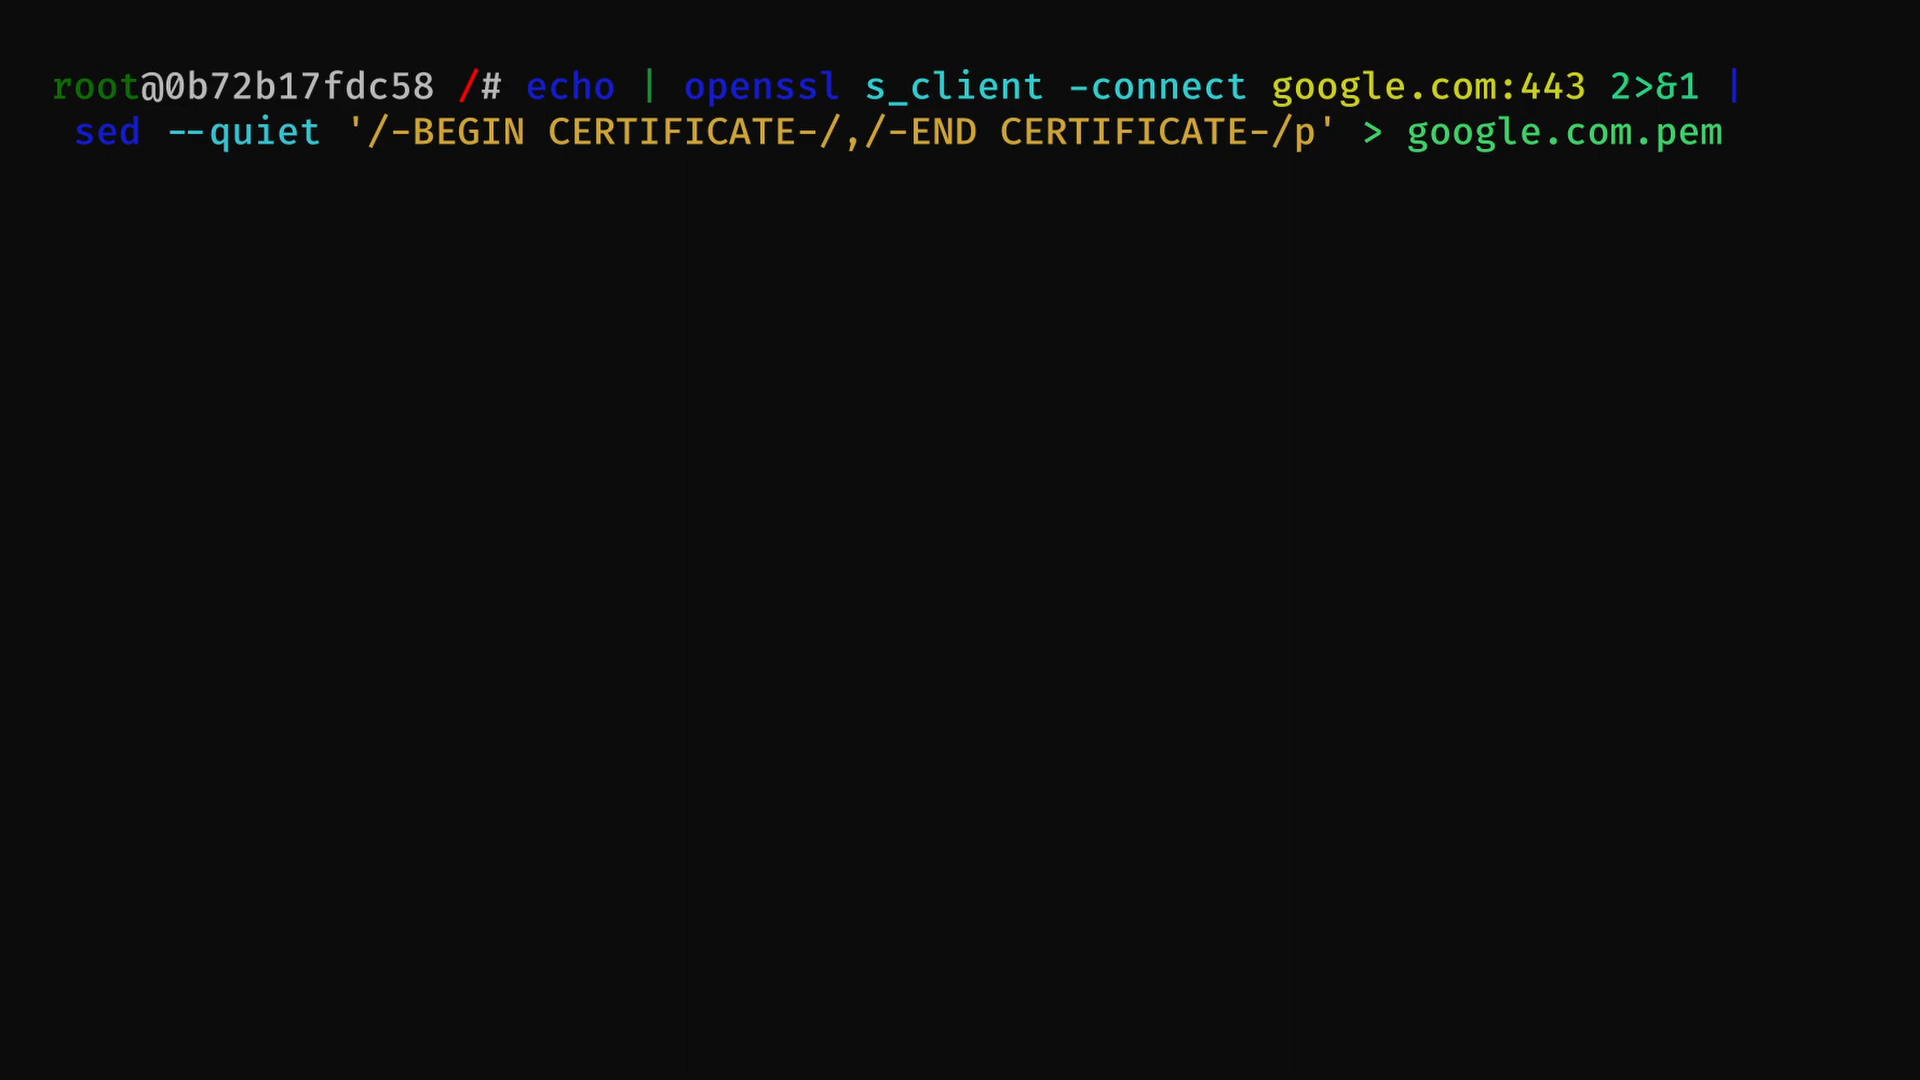 root@0b72b17fdc58 /# echo | openssl s_client -connect google.com:443 2>&1 |
sed --quiet '/-BEGIN CERTIFICATE-/,/-END CERTIFICATE-/p' > google.com.pem